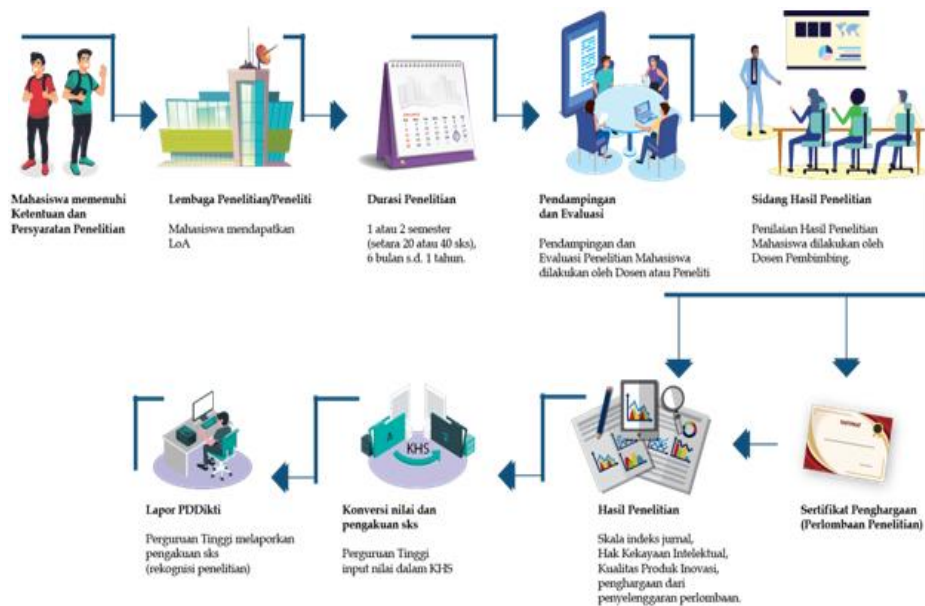 Mahasiswa memenuhi
Ketentuan dan
Persyaratan Penelitian
Lembaga Penelitian/Peneliti
Mahasiswa mendapatkan
LoA
Durasi Penelitian
1 atau 2 semester
(setara 20 atau 40 sks),
6 bulan s.d. 1 tahun.
Pendampingan
dan Evaluasi
Pendampingan dan
Evaluasi Penelitian Mahasiswa
dilakukan oleh Dosen atau Peneliti
Sidang Hasil Penelitian
Penilaian Hasil Penelitian
Mahasiswa dilakukan oleh
Dosen Pembimbing.
Sertifikat Penghargaan
(Perlombaan Penelitian)
Hasil Penelitian
Skala indeks jurnal,
Hak Kekayaan Intelektual,
Kualitas Produk Inovasi,
penghargaan dari
penyelenggaran perlombaan.
KHS
Konversi nilai dan
pengakuan sks
Perguruan Tinggi
input nilai dalam KHS
Lapor PDDikti
Perguruan Tinggi melaporkan
pengakuan sks
(rekognisi penelitian)